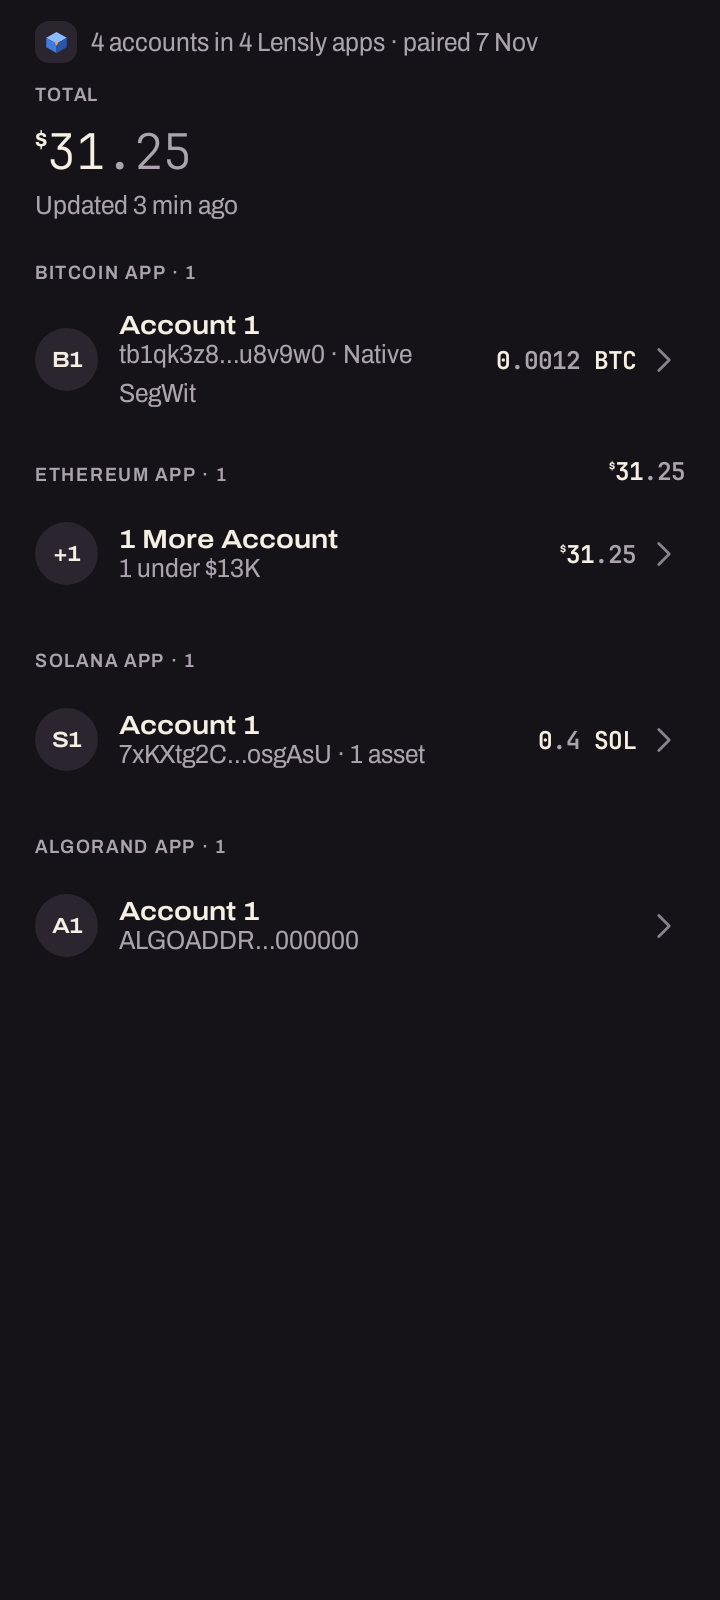 4 accounts in 4 Lensly apps · paired 7 Nov
TOTAL
$31.25
Updated 3 min ago
BITCOIN APP · 1
B1
Account 1
tb1qk3z8...u8v9w0 · Native
SegWit
0.0012 BTC
ETHEREUM APP · 1
$31.25
+1
1 More Account
1 under $13K
$31.25
SOLANA APP · 1
S1
Account 1
7xKXtg2C...osgAsU · 1 asset
0.4 SOL
ALGORAND APP · 1
A1
Account 1
ALGOADDR...000000